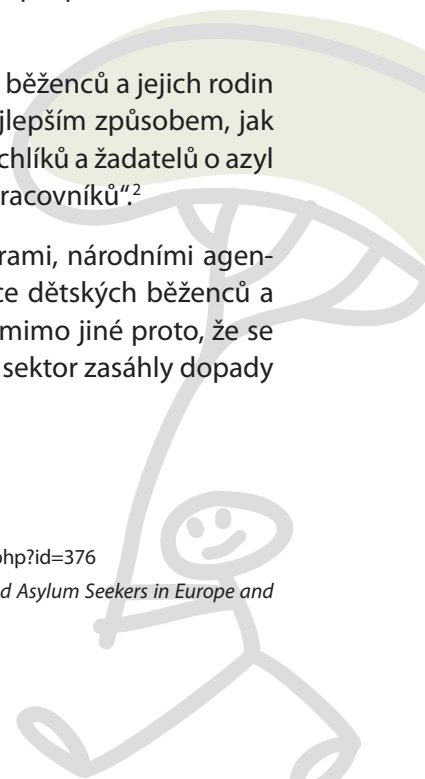 běženců a jejich rodin
jlepším způsobem, jak
chlíků a žadatelů o azyl
racovníků“.2
rami, národními agen-
ce dětských běženců a
mimo jiné proto, že se
sektor zasáhly dopady
php?id=376
d Asylum Seekers in Europe and